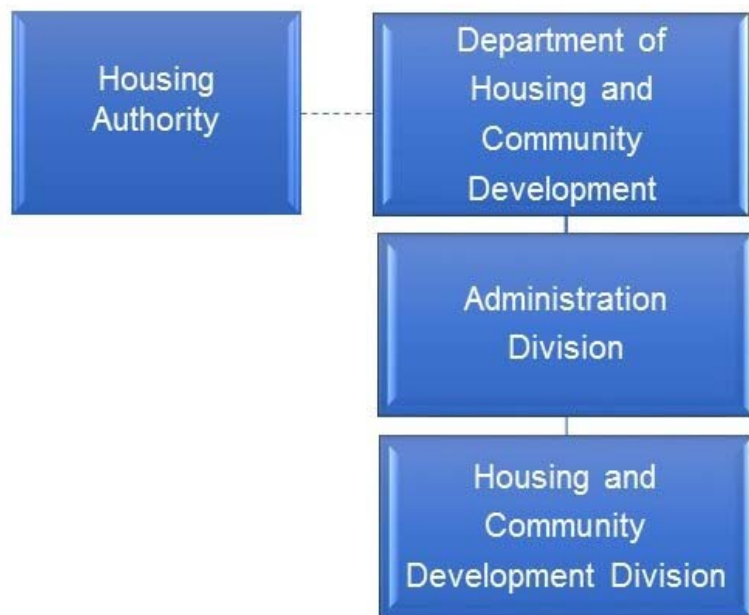 Housing
Authority
Department of
Housing and
Community
Development
Administration
Division
Housing and
Community
Development Division